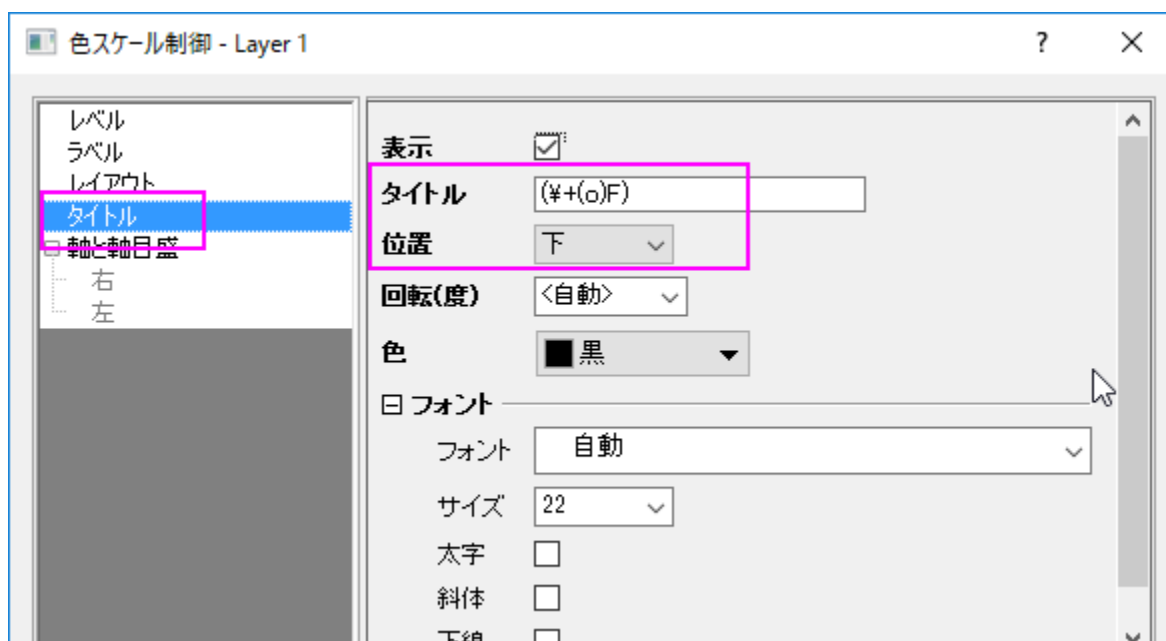 色スケール制御 - Layer 1
?
レベル
ラベル
レイアウト
タイトル
軸と軸目盛
右
左
表示
タイトル (¥+(o)F)
位置 下
回転(度) <自動>
色 黒
フォント
フォント 自動
サイズ 22
太字
斜体
下線